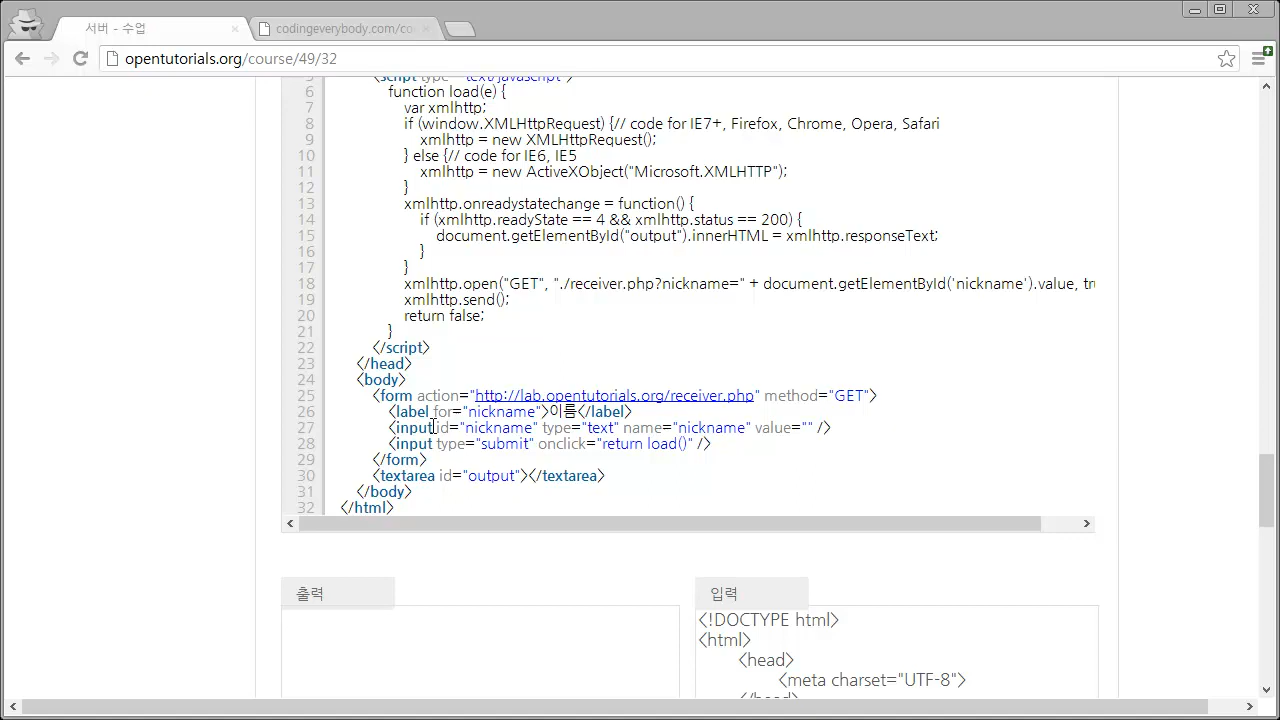 서버 - 수업
codingeverybody.com/co
opentutorials.org/course/49/32
5 <script type="text/javascript">
6 function load(e) {
7 var xmlhttp;
8 if (window.XMLHttpRequest) {// code for IE7+, Firefox, Chrome, Opera, Safari
9 xmlhttp = new XMLHttpRequest();
10 } else {// code for IE6, IE5
11 xmlhttp = new ActiveXObject("Microsoft.XMLHTTP");
12 }
13 xmlhttp.onreadystatechange = function() {
14 if (xmlhttp.readyState == 4 && xmlhttp.status == 200) {
15 document.getElementById("output").innerHTML = xmlhttp.responseText;
16 }
17 }
18 xmlhttp.open("GET", "./receiver.php?nickname=" + document.getElementById('nickname').value, tru
19 xmlhttp.send();
20 return false;
21 }
22 </script>
23 </head>
24 <body>
25 <form action="http://lab.opentutorials.org/receiver.php" method="GET">
26 <label for="nickname">이름</label>
27 <input id="nickname" type="text" name="nickname" value="" />
28 <input type="submit" onclick="return load()" />
29 </form>
30 <textarea id="output"></textarea>
31 </body>
32 </html>
출력
입력
<!DOCTYPE html>
<html>
<head>
<meta charset="UTF-8">
</head>